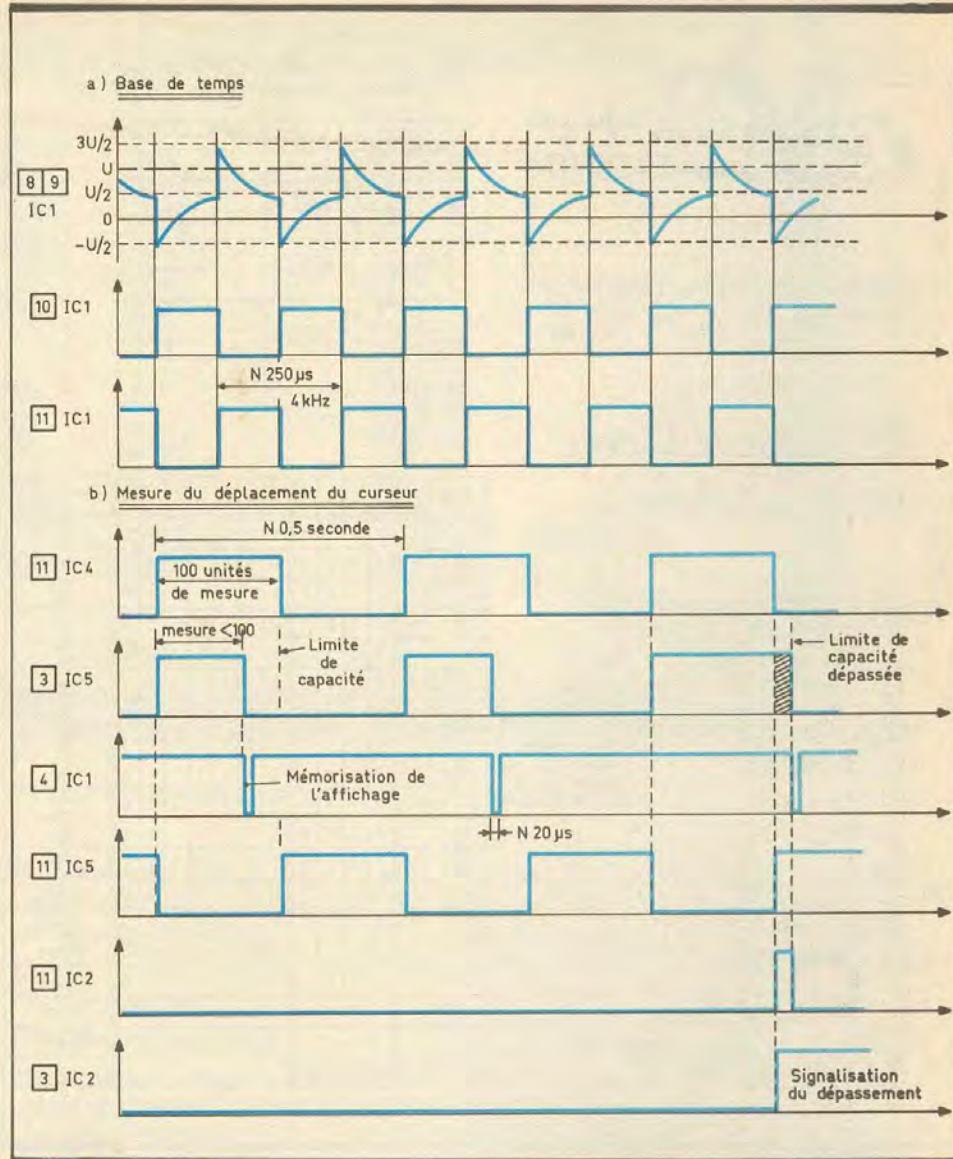 a) Base de temps
3U/2
U
U/2
0
-U/2
8 9
IC1
10 IC1
N 250 µs
4 kHz
11 IC1
b) Mesure du déplacement du curseur
N 0,5 seconde
11 IC4
100 unités
de mesure
mesure <100
Limite
de
capacité
Limite de
capacité
dépassée
3 IC5
4 IC1
Mémorisation de
l'affichage
N 20 µs
11 IC5
11 IC2
3 IC2
Signalisation
du dépassement